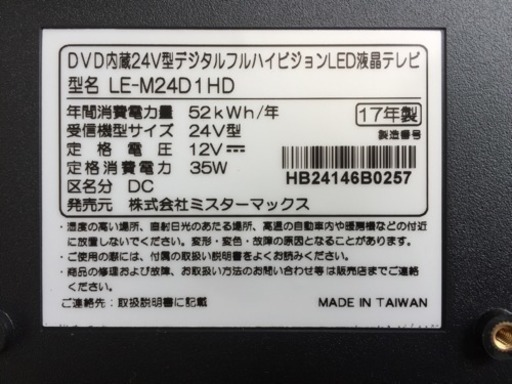 DVD内蔵24V型デジタルフルハイビジョンLED液晶テレビ
型名 LE-M24D1HD
年間消費電力量 52kWh/年
17年製
受信機型サイズ 24V型
製造番号
定格電圧 12V⎓
定格消費電力 35W
HB24146B0257
区名分 DC
発売元 株式会社ミスターマックス
・湿度の高い場所、直射日光のあたる場所、高温の自動車内や暖房機などの付近
に放置しないでください。変形・変色・故障の原因となることがあります。
・ご使用の際には、付属の取扱い説明書をよくお読みください。
・商品の修理および故障、お取扱い方法のお問い合わせ等は販売店までご連絡
ください。
ご連絡先：取扱説明書に記載
MADE IN TAIWAN